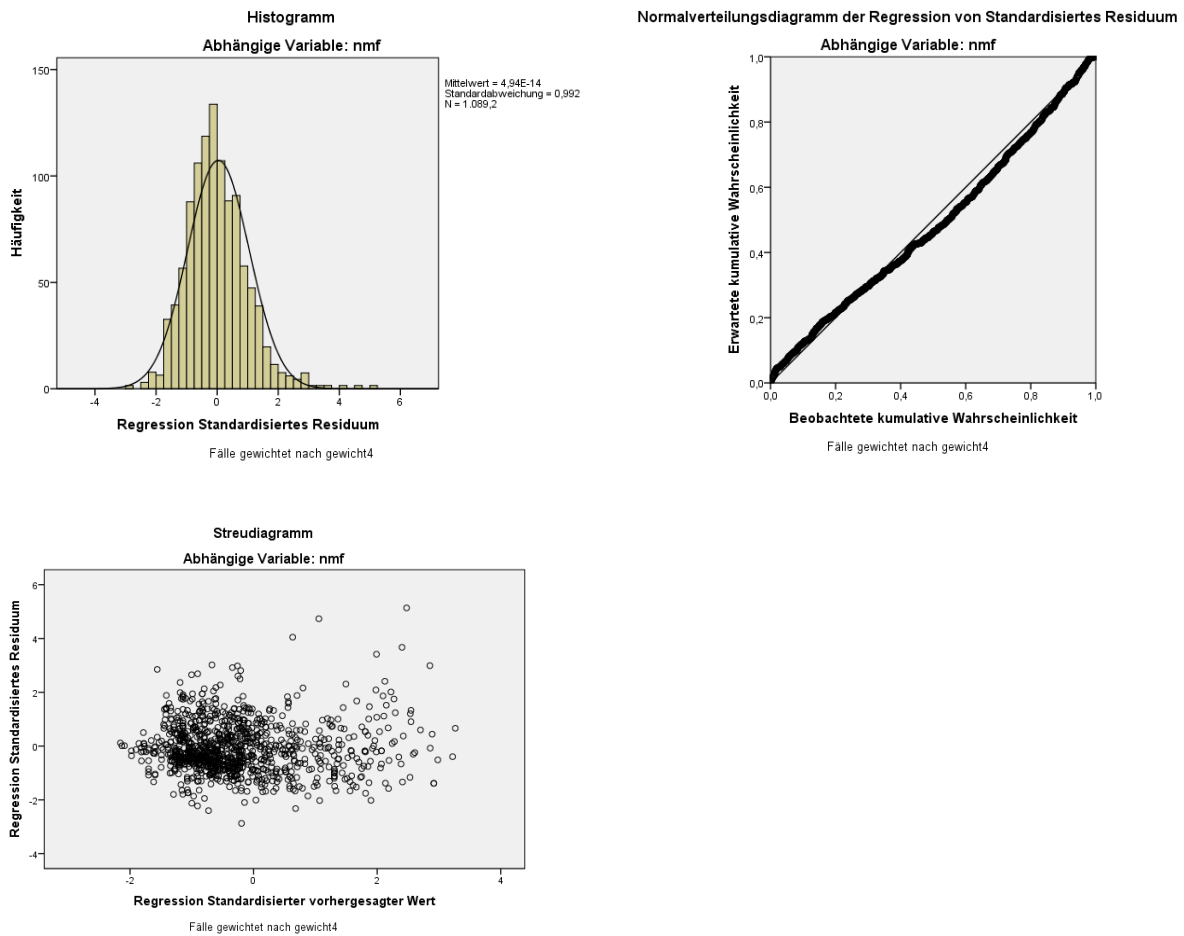 Histogramm
Abhängige Variable: nmf
Mittelwert = 4,94E-14
Standardabweichung = 0,992
N = 1.089,2
150
100
50
0
Häufigkeit
-4 -2 0 2 4 6
Regression Standardisiertes Residuum
Fälle gewichtet nach gewicht4
Normalverteilungsdiagramm der Regression von Standardisiertes Residuum
Abhängige Variable: nmf
1,0
0,8
0,6
0,4
0,2
0,0
Erwartete kumulative Wahrscheinlichkeit
0,0 0,2 0,4 0,6 0,8 1,0
Beobachtete kumulative Wahrscheinlichkeit
Fälle gewichtet nach gewicht4
Streudiagramm
Abhängige Variable: nmf
6
4
2
0
-2
-4
Regression Standardisiertes Residuum
-2 0 2 4
Regression Standardisierter vorhergesagter Wert
Fälle gewichtet nach gewicht4